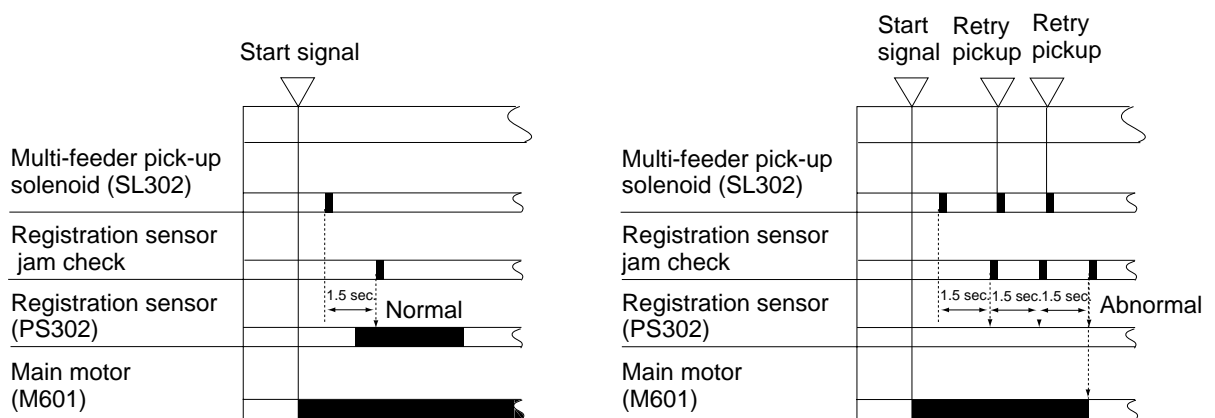 Start signal
Multi-feeder pick-up
solenoid (SL302)
Registration sensor
jam check
1.5 sec.
Normal
Registration sensor
(PS302)
Main motor
(M601)
Start
signal
Retry
pickup
Retry
pickup
Multi-feeder pick-up
solenoid (SL302)
Registration sensor
jam check
1.5 sec. 1.5 sec. 1.5 sec.
Abnormal
Registration sensor
(PS302)
Main motor
(M601)